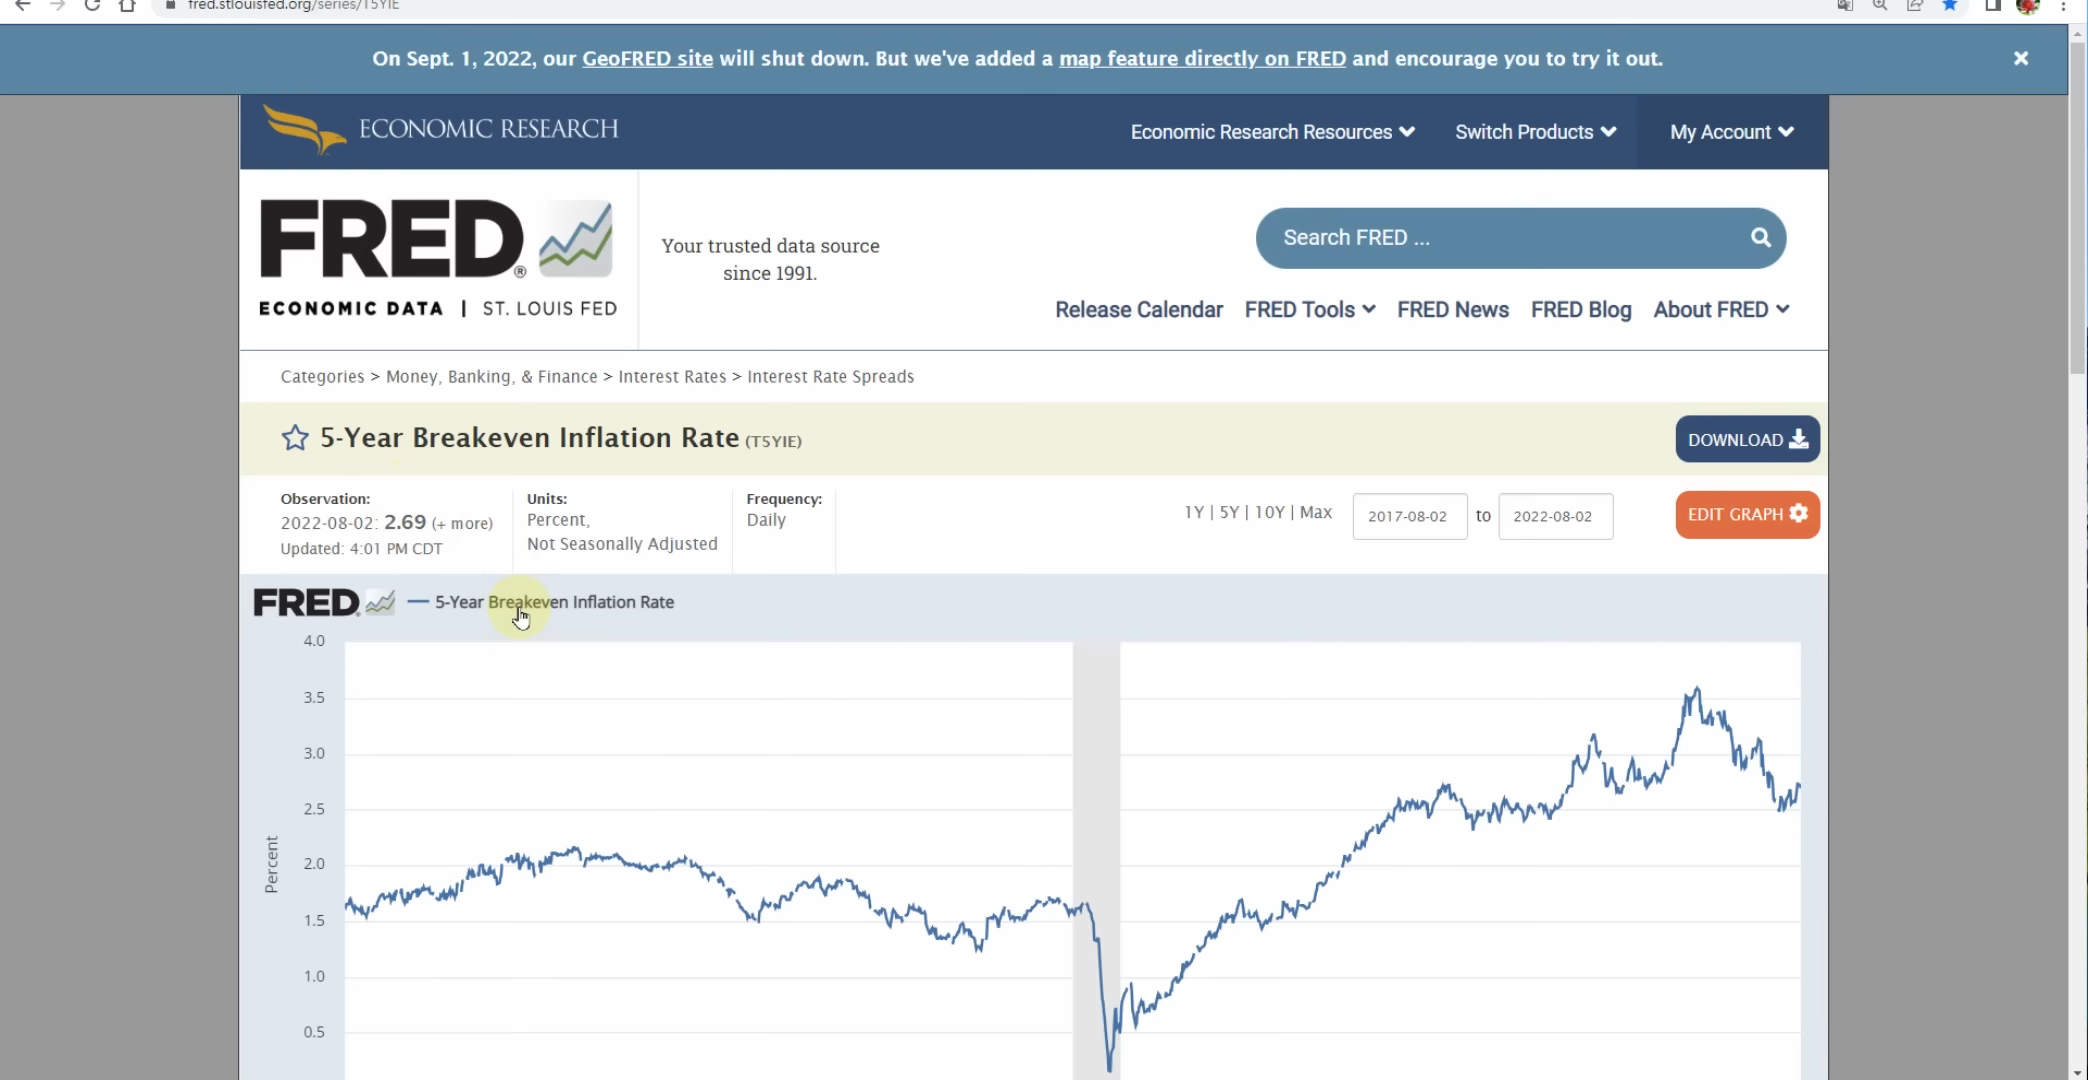 fred.stlouisfed.org/series/T5YIE
On Sept. 1, 2022, our GeoFRED site will shut down. But we've added a map feature directly on FRED and encourage you to try it out.
ECONOMIC RESEARCH
Economic Research Resources
Switch Products
My Account
FRED®
ECONOMIC DATA | ST. LOUIS FED
Your trusted data source
since 1991.
Search FRED ...
Release Calendar
FRED Tools
FRED News
FRED Blog
About FRED
Categories > Money, Banking, & Finance > Interest Rates > Interest Rate Spreads
5-Year Breakeven Inflation Rate (T5YIE)
DOWNLOAD
Observation:
2022-08-02: 2.69 (+ more)
Updated: 4:01 PM CDT
Units:
Percent,
Not Seasonally Adjusted
Frequency:
Daily
1Y | 5Y | 10Y | Max
2017-08-02 to 2022-08-02
EDIT GRAPH
FRED
5-Year Breakeven Inflation Rate
4.0
3.5
3.0
2.5
2.0
1.5
1.0
0.5
Percent